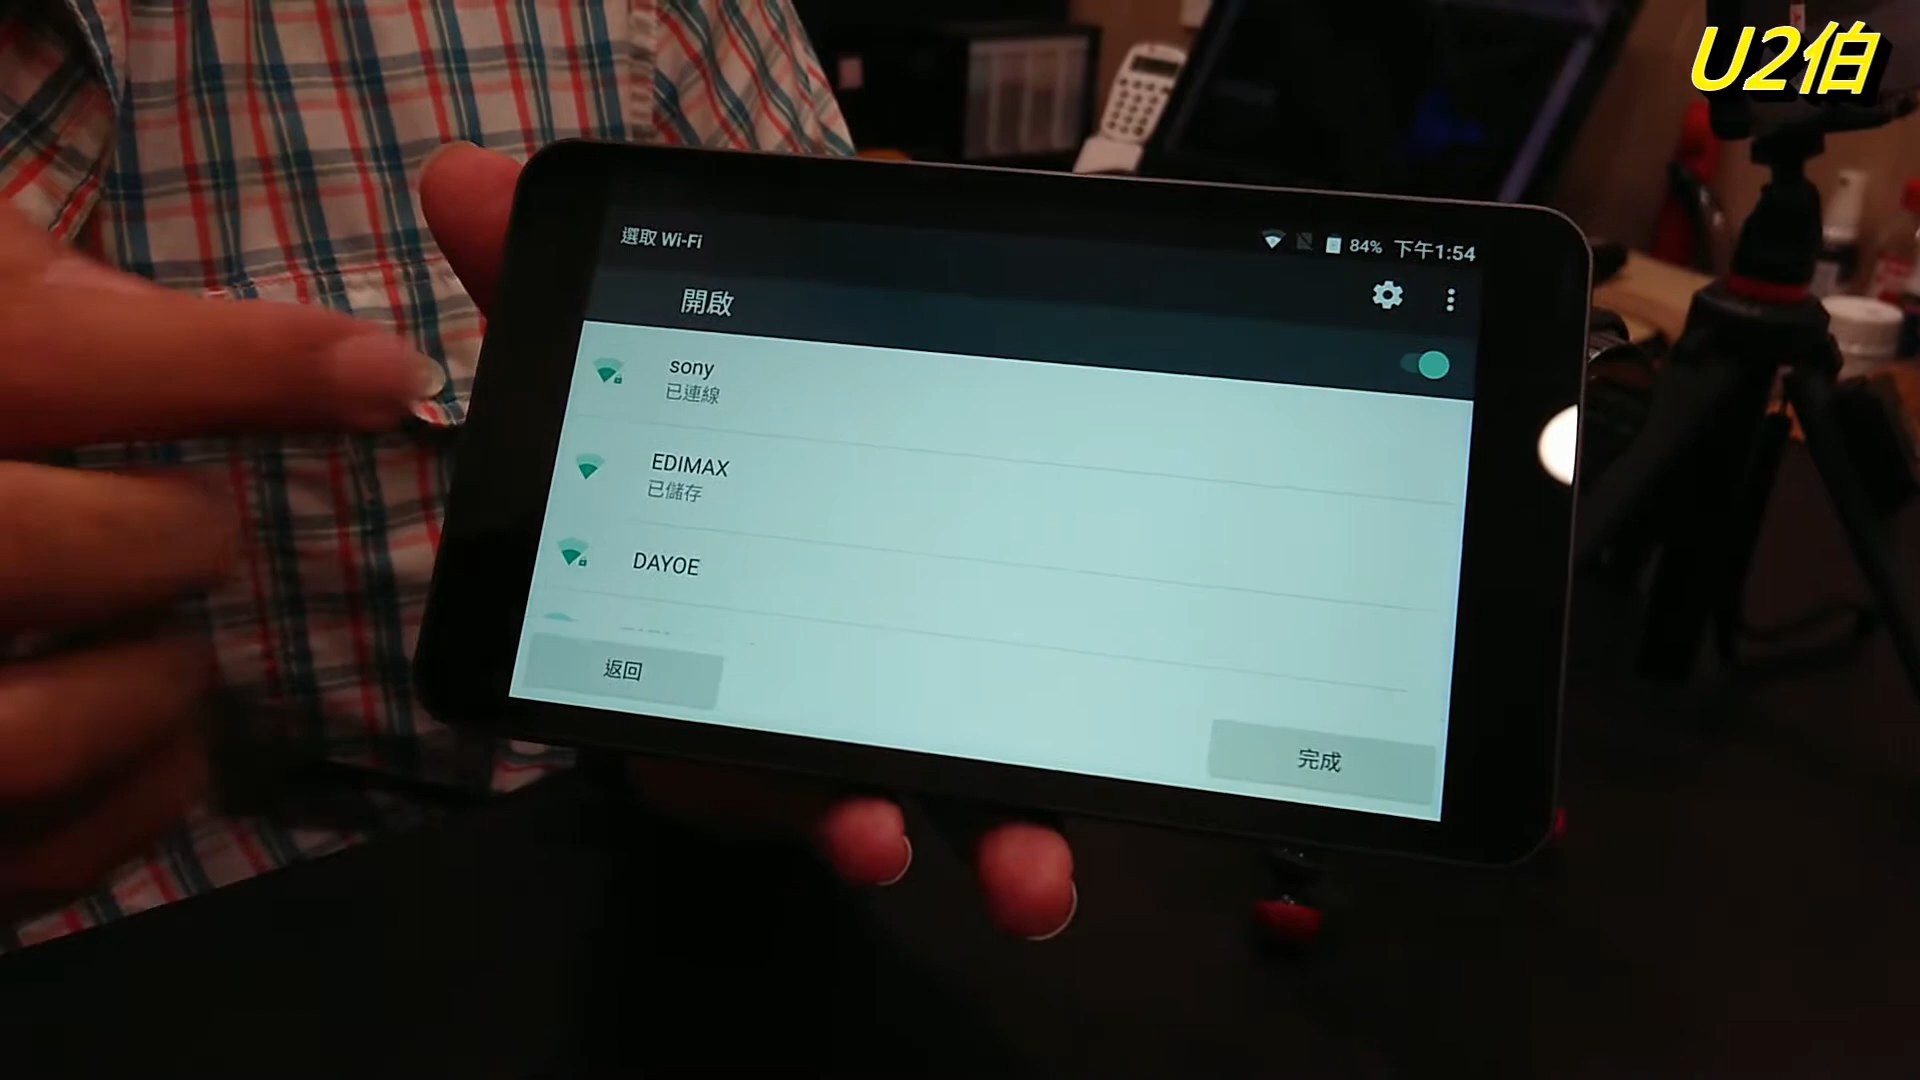 U2伯
選取 Wi-Fi
84% 下午1:54
開啟
sony
已連線
EDIMAX
已儲存
DAYOE
返回
完成